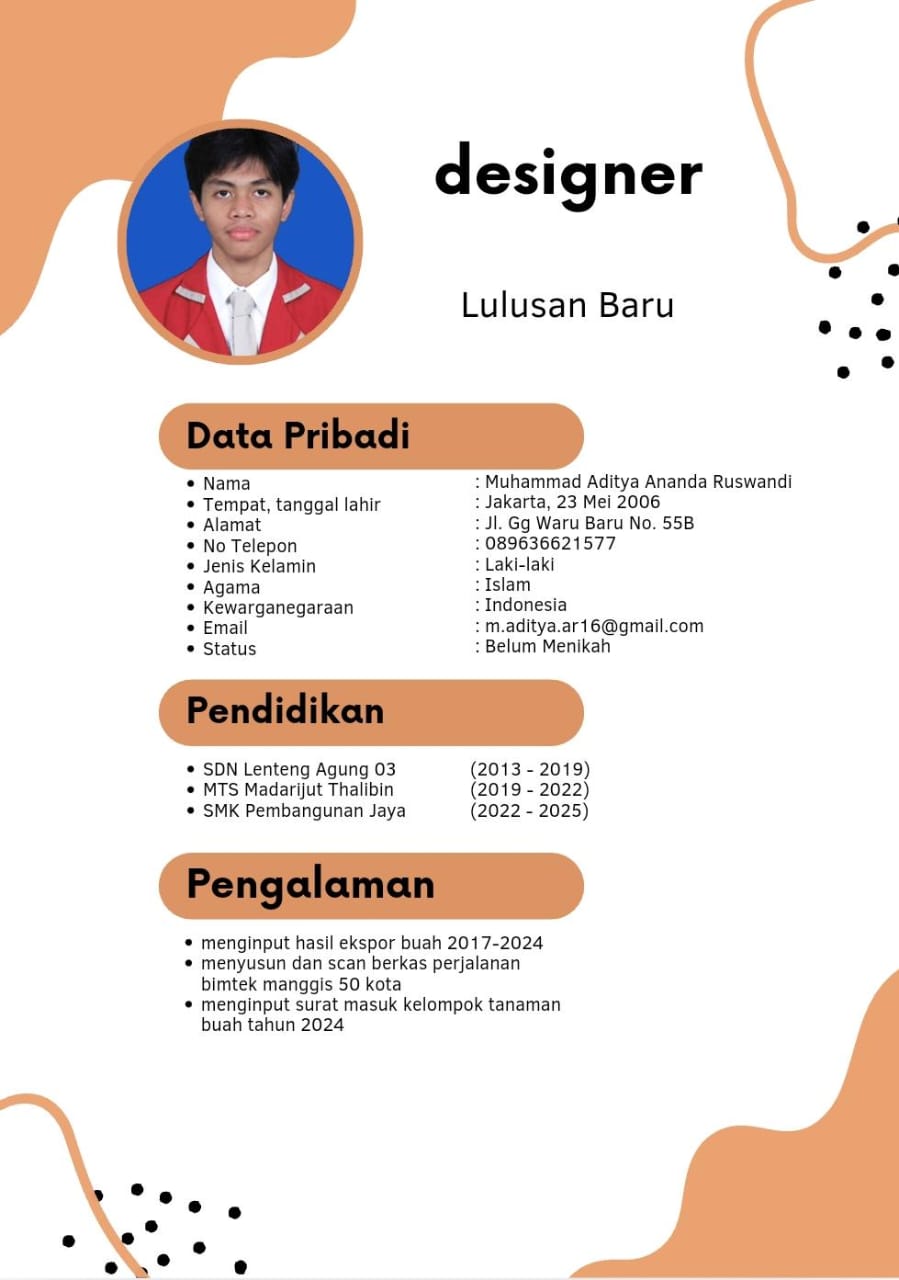 designer
Lulusan Baru
Data Pribadi
• Nama : Muhammad Aditya Ananda Ruswandi
• Tempat, tanggal lahir : Jakarta, 23 Mei 2006
• Alamat : Jl. Gg Waru Baru No. 55B
• No Telepon : 089636621577
• Jenis Kelamin : Laki-laki
• Agama : Islam
• Kewarganegaraan : Indonesia
• Email : m.aditya.ar16@gmail.com
• Status : Belum Menikah
Pendidikan
• SDN Lenteng Agung 03 (2013 - 2019)
• MTS Madarijut Thalibin (2019 - 2022)
• SMK Pembangunan Jaya (2022 - 2025)
Pengalaman
• menginput hasil ekspor buah 2017-2024
• menyusun dan scan berkas perjalanan
bimtek manggis 50 kota
• menginput surat masuk kelompok tanaman
buah tahun 2024